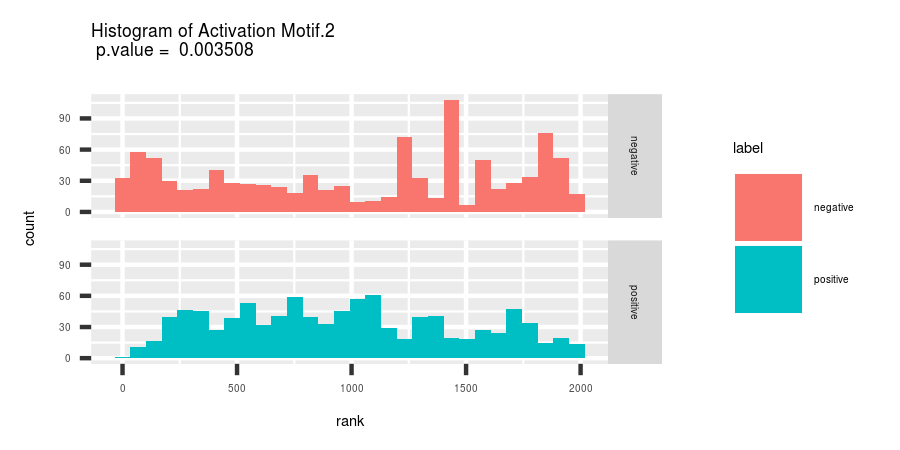 Histogram of Activation Motif.2
p.value = 0.003508
count
90
60
30
0
negative
90
60
30
0
positive
0 500 1000 1500 2000
rank
label
negative
positive